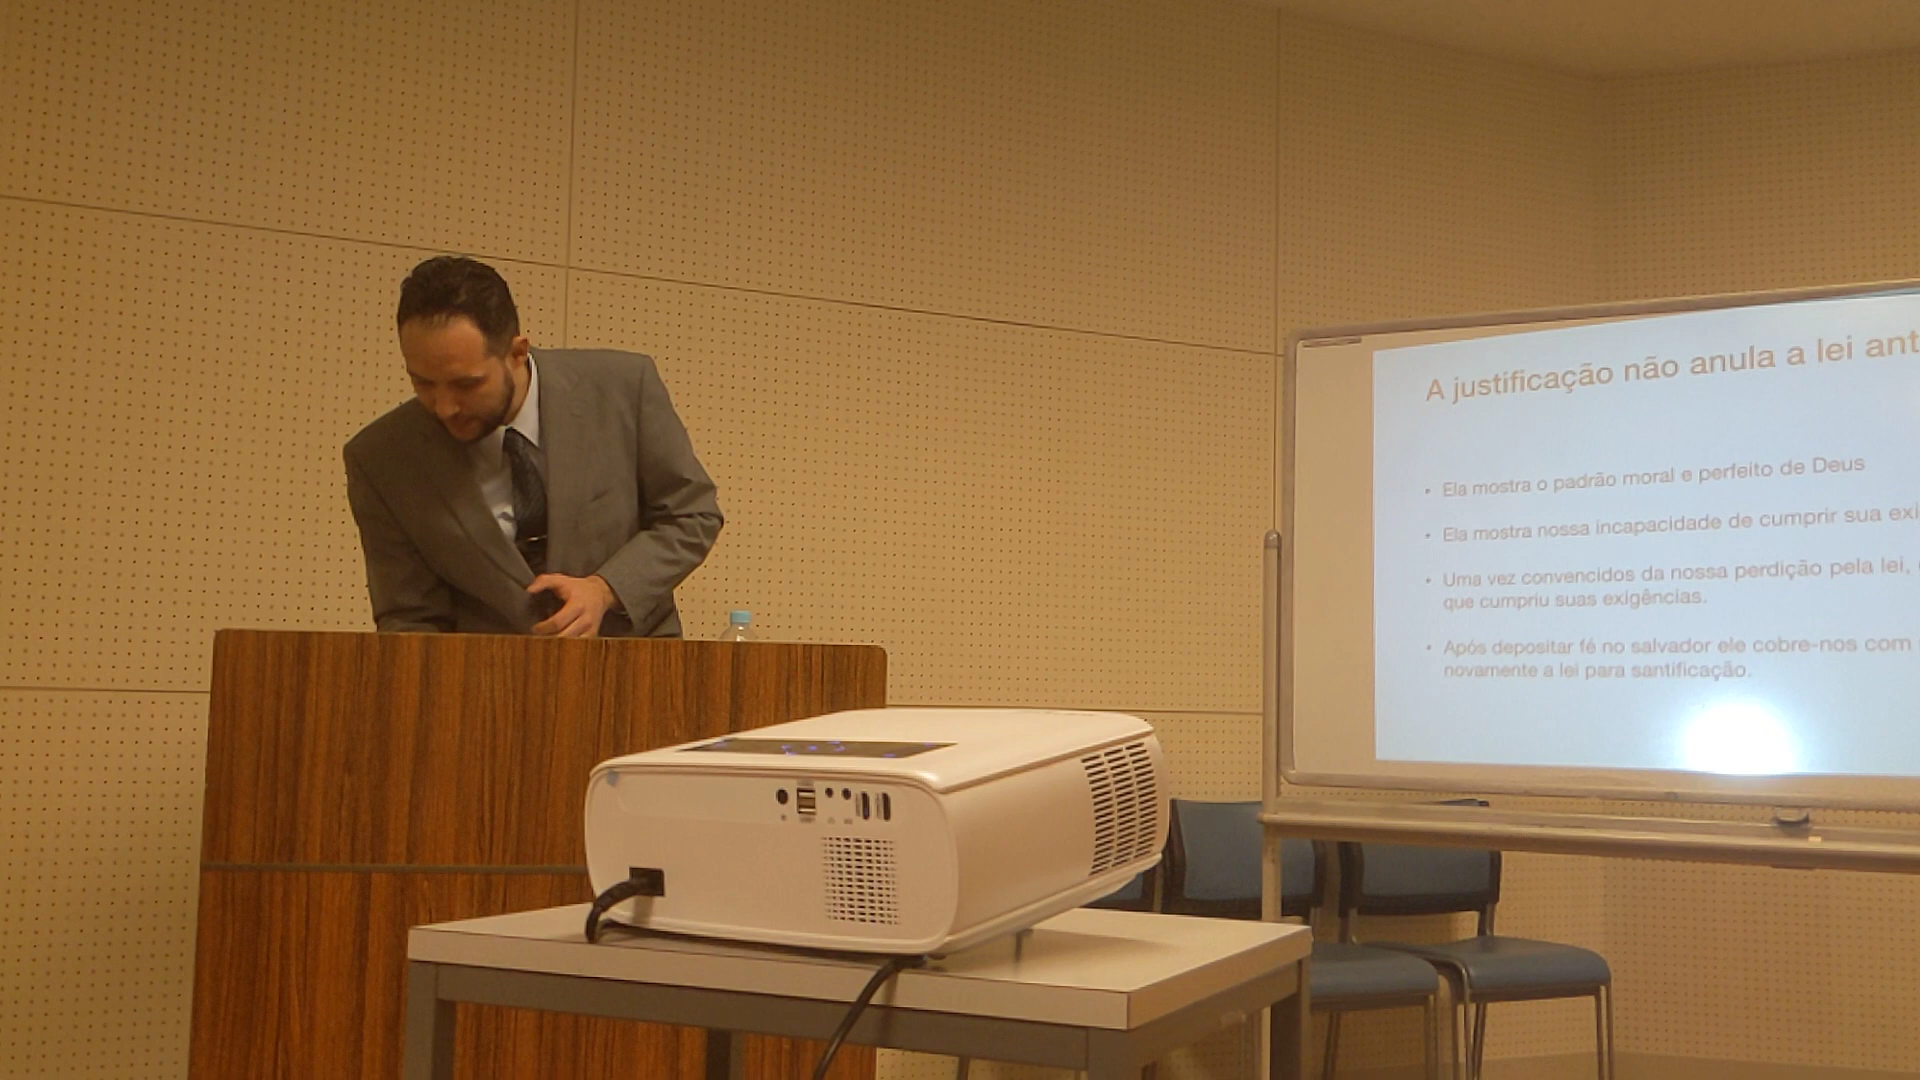 A justificação não anula a lei
• Ela mostra o padrão moral e perfeito de Deus
• Ela mostra nossa incapacidade de cumprir sua
• Uma vez convencidos da nossa perdição pela lei,
que cumpriu suas exigências.
• Após depositar fé no salvador ele cobre-nos com
novamente a lei para santificação.